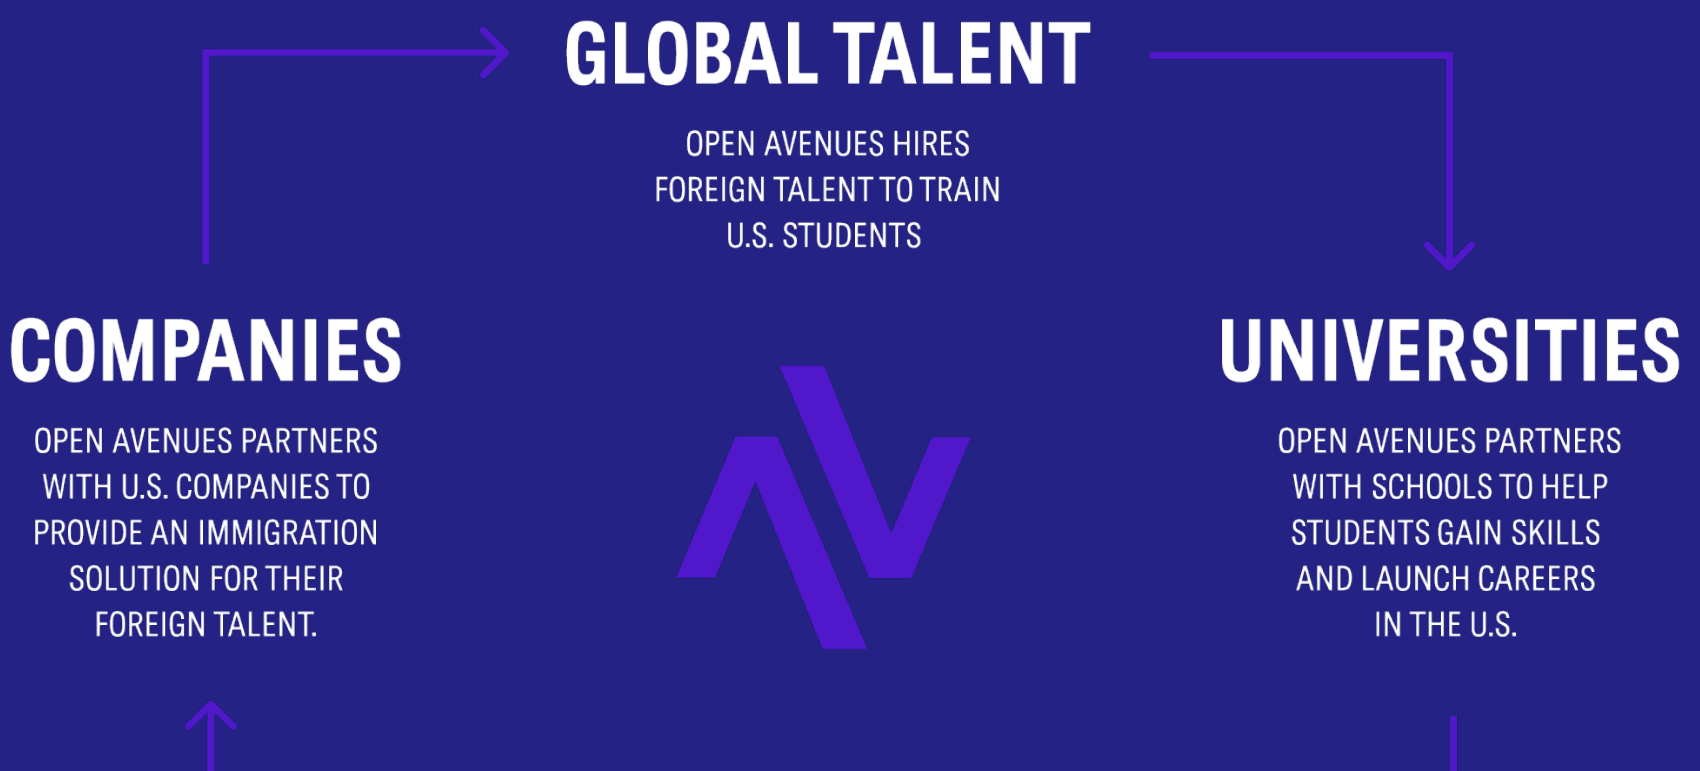 GLOBAL TALENT
OPEN AVENUES HIRES
FOREIGN TALENT TO TRAIN
U.S. STUDENTS
COMPANIES
OPEN AVENUES PARTNERS
WITH U.S. COMPANIES TO
PROVIDE AN IMMIGRATION
SOLUTION FOR THEIR
FOREIGN TALENT.
UNIVERSITIES
OPEN AVENUES PARTNERS
WITH SCHOOLS TO HELP
STUDENTS GAIN SKILLS
AND LAUNCH CAREERS
IN THE U.S.